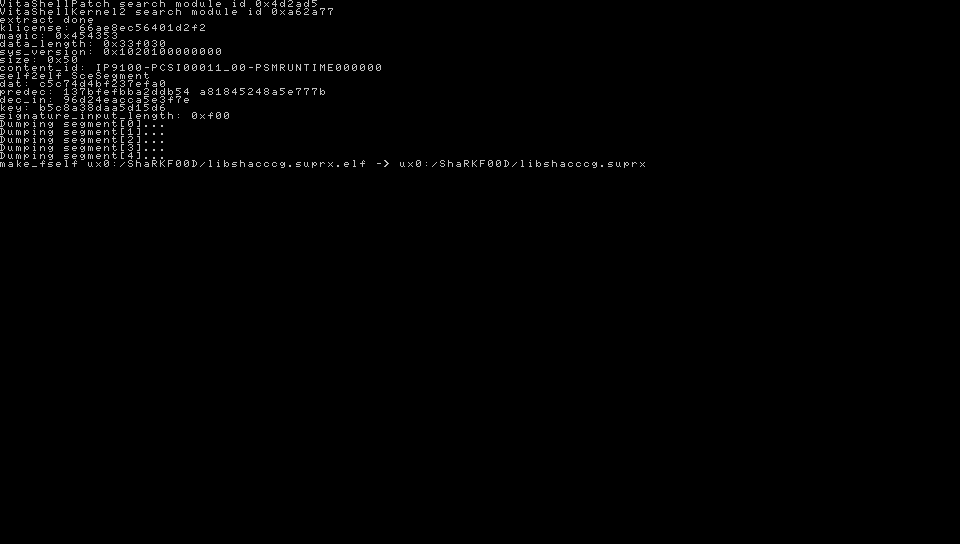 VitaShellPatch search module id 0x4d2ad5
VitaShellKernel2 search module id 0xa62a77
extract done
klicense: 66ae8ec56401d2f2
magic: 0x454353
data_length: 0x33f030
sys_version: 0x1020100000000
size: 0x50
content_id: IP9100-PCSI00011_00-PSMRUNTIME000000
self2elf SceSegment
dat: c5c74d4bf237efa0
predec: 137bfefbba2ddb54 a81845248a5e777b
dec_in: 96d24eacca5e3f7e
key: b5c8a38daa5d15d6
signature_input_length: 0xf00
Dumping segment[0]...
Dumping segment[1]...
Dumping segment[2]...
Dumping segment[3]...
Dumping segment[4]...
make_fself ux0:/ShaRKF00D/libshacccg.suprx.elf -> ux0:/ShaRKF00D/libshacccg.suprx